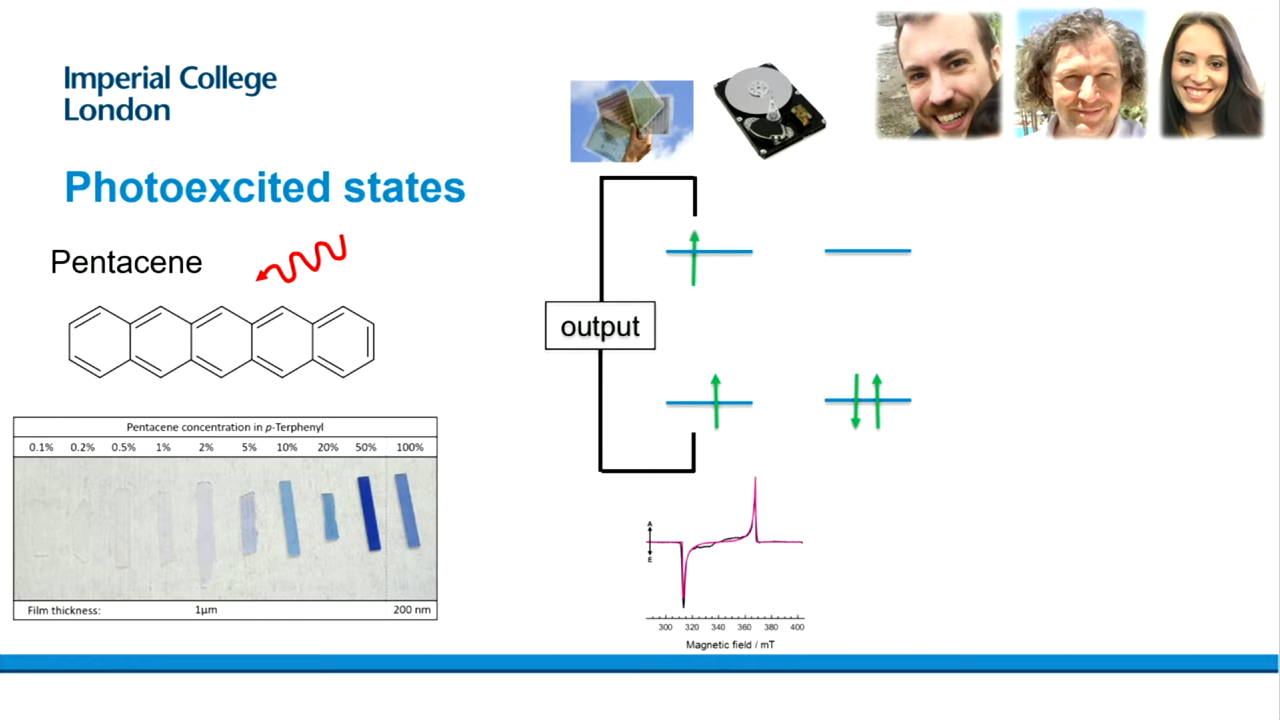 Imperial College
London
Photoexcited states
Pentacene
output
Pentacene concentration in p-Terphenyl
0.1% 0.2% 0.5% 1% 2% 5% 10% 20% 50% 100%
Film thickness: 1µm 200 nm
A
E
300 320 340 360 380 400
Magnetic field / mT